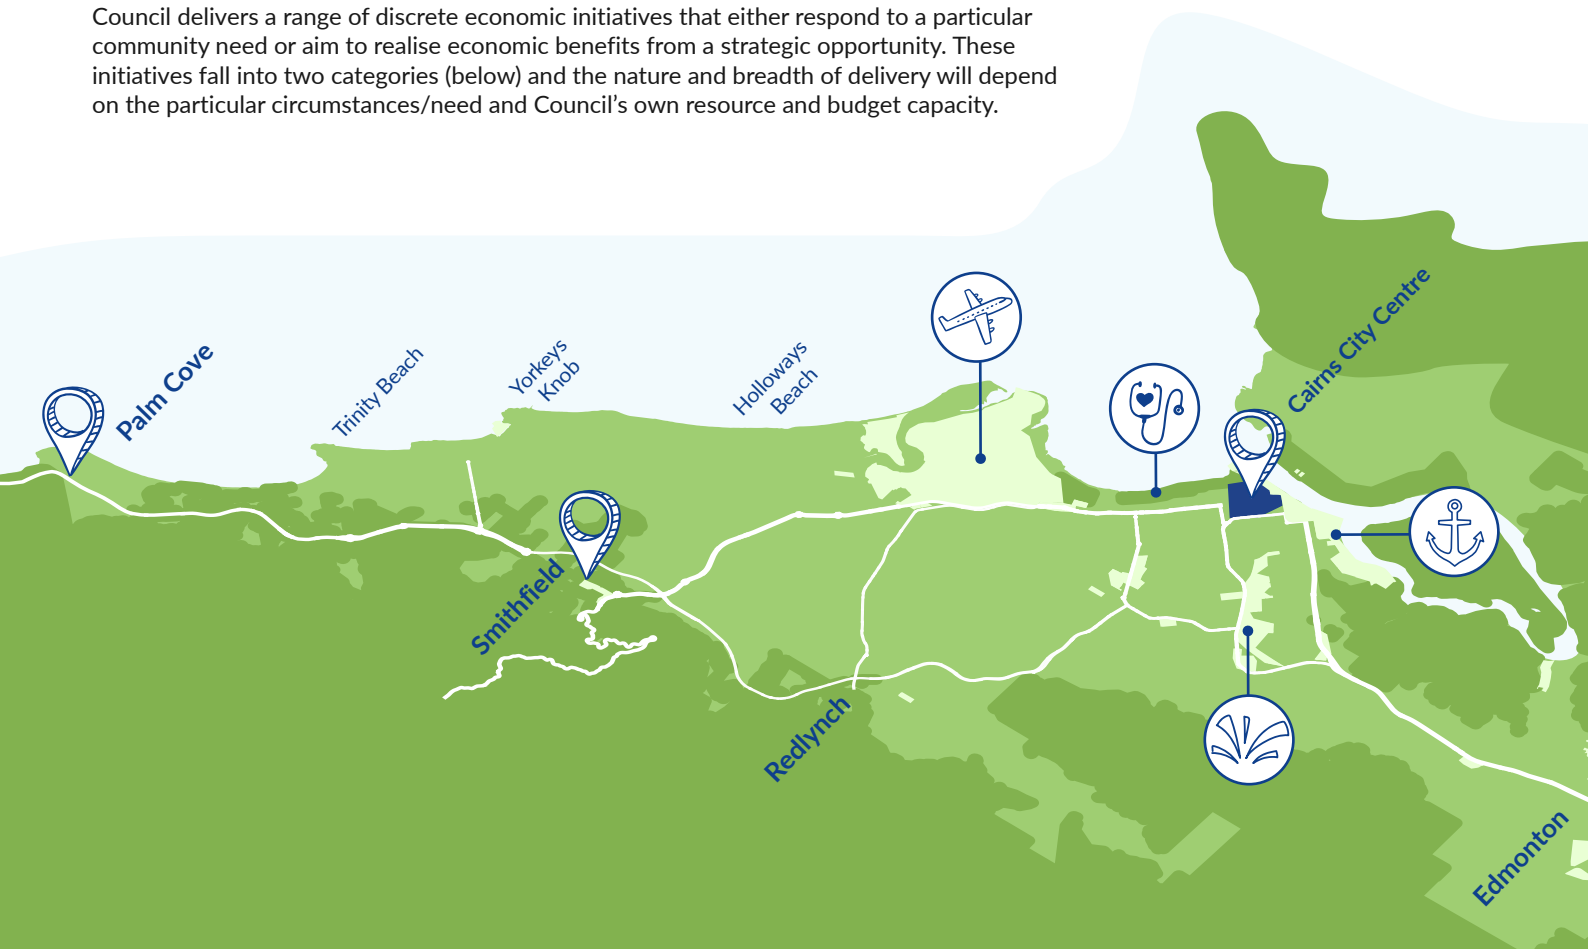 Council delivers a range of discrete economic initiatives that either respond to a particular
community need or aim to realise economic benefits from a strategic opportunity. These
initiatives fall into two categories (below) and the nature and breadth of delivery will depend
on the particular circumstances/need and Council’s own resource and budget capacity.
Palm Cove
Trinity Beach
Yorkeys
Knob
Holloways
Beach
Cairns City Centre
Smithfield
Redlynch
Edmonton